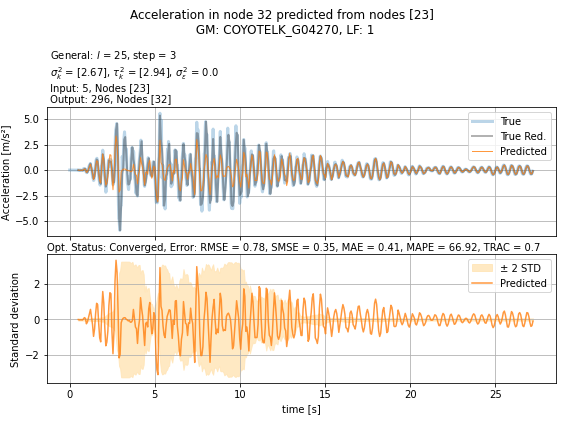 Acceleration in node 32 predicted from nodes [23]
GM: COYOTELK_G04270, LF: 1
General: l = 25, step = 3
σ²ₖ = [2.67], τ²ₖ = [2.94], σ²ε = 0.0
Input: 5, Nodes [23]
Output: 296, Nodes [32]
Acceleration [m/s²]
5.0
2.5
0.0
−2.5
−5.0
True
True Red.
Predicted
Opt. Status: Converged, Error: RMSE = 0.78, SMSE = 0.35, MAE = 0.41, MAPE = 66.92, TRAC = 0.7
Standard deviation
2
0
−2
± 2 STD
Predicted
0
5
10
15
20
25
time [s]